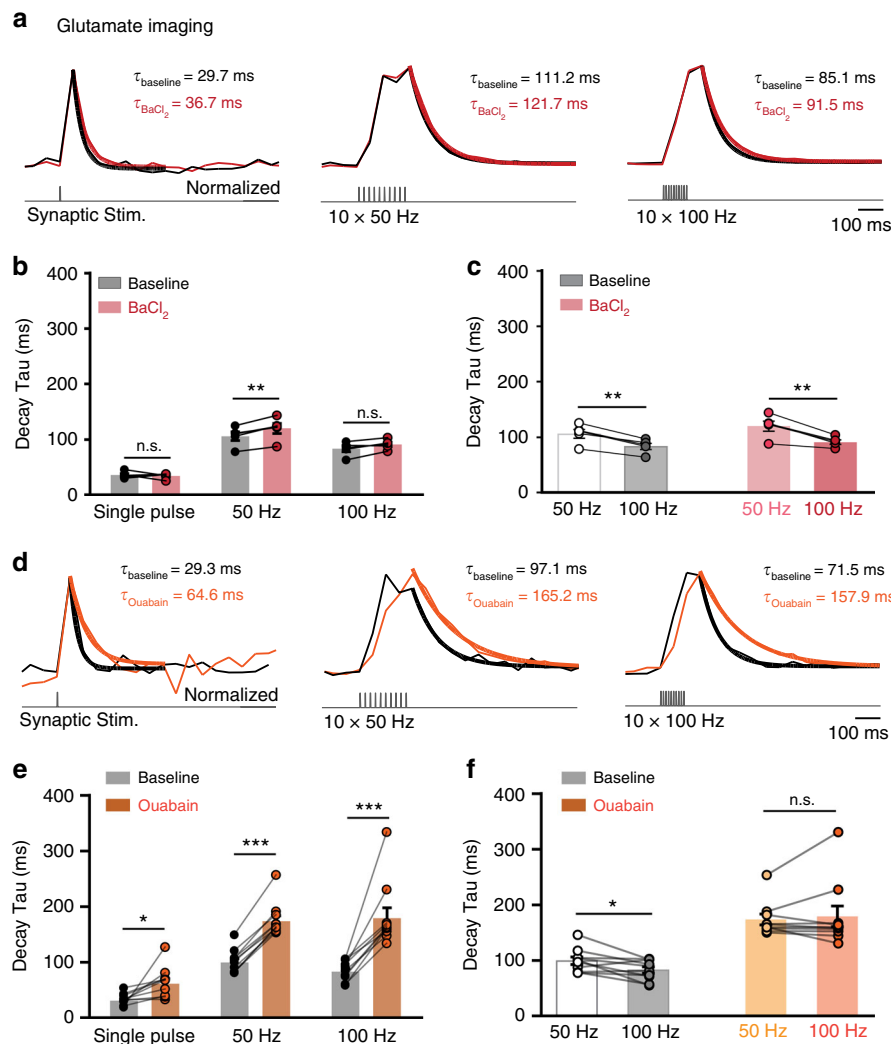 a Glutamate imaging
τbaseline = 29.7 ms
τBaCl2 = 36.7 ms
τbaseline = 111.2 ms
τBaCl2 = 121.7 ms
τbaseline = 85.1 ms
τBaCl2 = 91.5 ms
Normalized
Synaptic Stim.
10 × 50 Hz
10 × 100 Hz
100 ms
b
Baseline
BaCl2
Decay Tau (ms)
400
300
200
100
0
n.s.
**
n.s.
Single pulse 50 Hz 100 Hz
c
Baseline
BaCl2
Decay Tau (ms)
400
300
200
100
0
**
**
50 Hz 100 Hz 50 Hz 100 Hz
d
τbaseline = 29.3 ms
τOuabain = 64.6 ms
τbaseline = 97.1 ms
τOuabain = 165.2 ms
τbaseline = 71.5 ms
τOuabain = 157.9 ms
Normalized
Synaptic Stim.
10 × 50 Hz
10 × 100 Hz
100 ms
e
Baseline
Ouabain
Decay Tau (ms)
400
300
200
100
0
*
***
***
Single pulse 50 Hz 100 Hz
f
Baseline
Ouabain
Decay Tau (ms)
400
300
200
100
0
*
n.s.
50 Hz 100 Hz 50 Hz 100 Hz